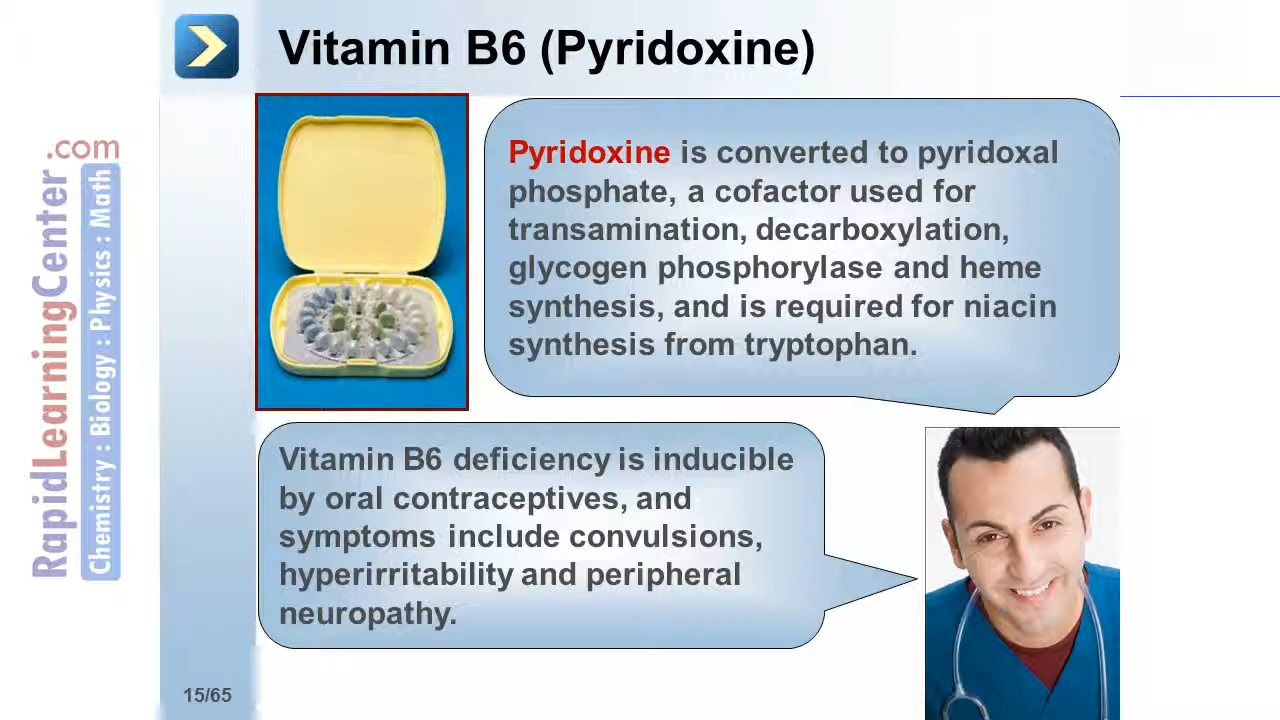 Vitamin B6 (Pyridoxine)
Pyridoxine is converted to pyridoxal
phosphate, a cofactor used for
transamination, decarboxylation,
glycogen phosphorylase and heme
synthesis, and is required for niacin
synthesis from tryptophan.
Vitamin B6 deficiency is inducible
by oral contraceptives, and
symptoms include convulsions,
hyperirritability and peripheral
neuropathy.
15/65
RapidLearningCenter.com
Chemistry : Biology : Physics : Math